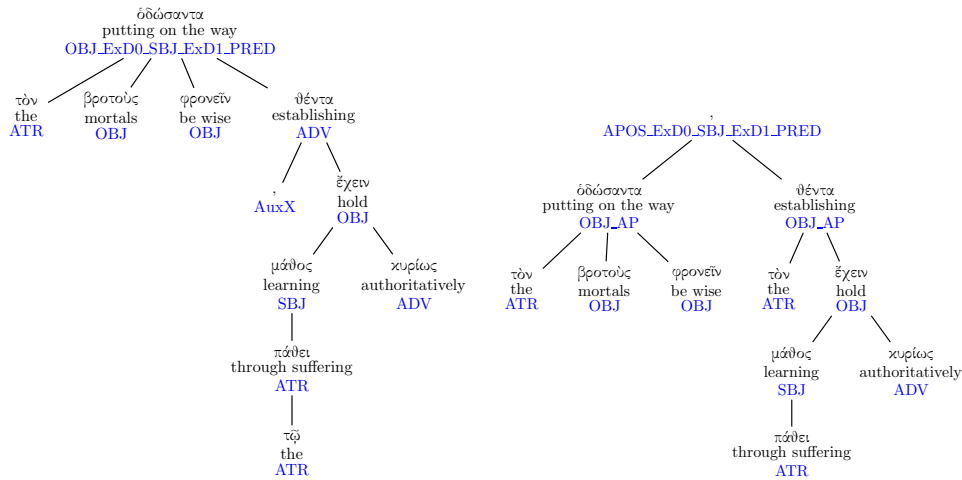 ὁδώσαντα
putting on the way
OBJ_ExD0_SBJ_ExD1_PRED
τὸν
the
ATR
βροτοὺς
mortals
OBJ
φρονεῖν
be wise
OBJ
θέντα
establishing
ADV
,
AuxX
ἔχειν
hold
OBJ
μάθος
learning
SBJ
κυρίως
authoritatively
ADV
πάθει
through suffering
ATR
τῷ
the
ATR
,
APOS_ExD0_SBJ_ExD1_PRED
ὁδώσαντα
putting on the way
OBJ_AP
θέντα
establishing
OBJ_AP
τὸν
the
ATR
βροτοὺς
mortals
OBJ
φρονεῖν
be wise
OBJ
τὸν
the
ATR
ἔχειν
hold
OBJ
μάθος
learning
SBJ
κυρίως
authoritatively
ADV
πάθει
through suffering
ATR